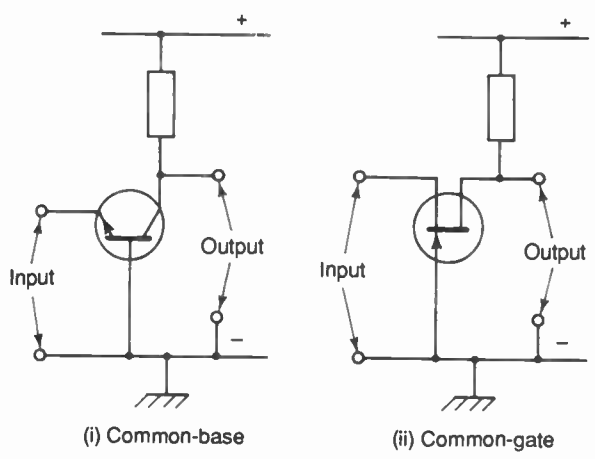 +
Output
Input
−
(i) Common-base
+
Output
Input
−
(ii) Common-gate